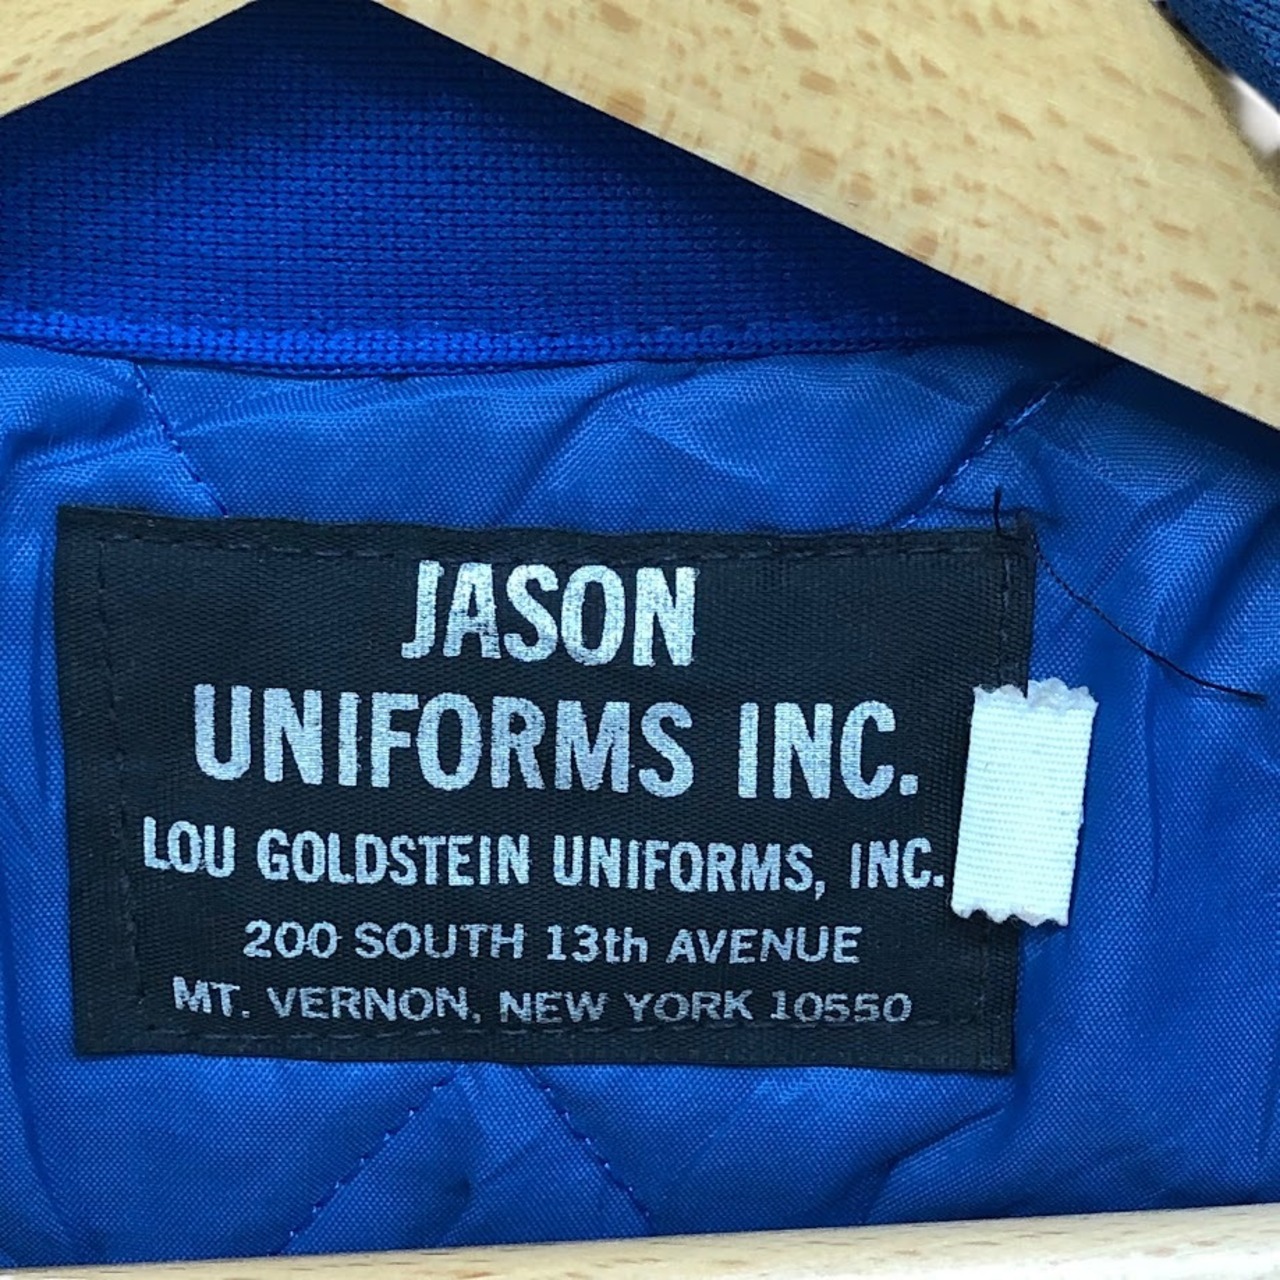 JASON
UNIFORMS INC.
LOU GOLDSTEIN UNIFORMS, INC.
200 SOUTH 13th AVENUE
MT. VERNON, NEW YORK 10550